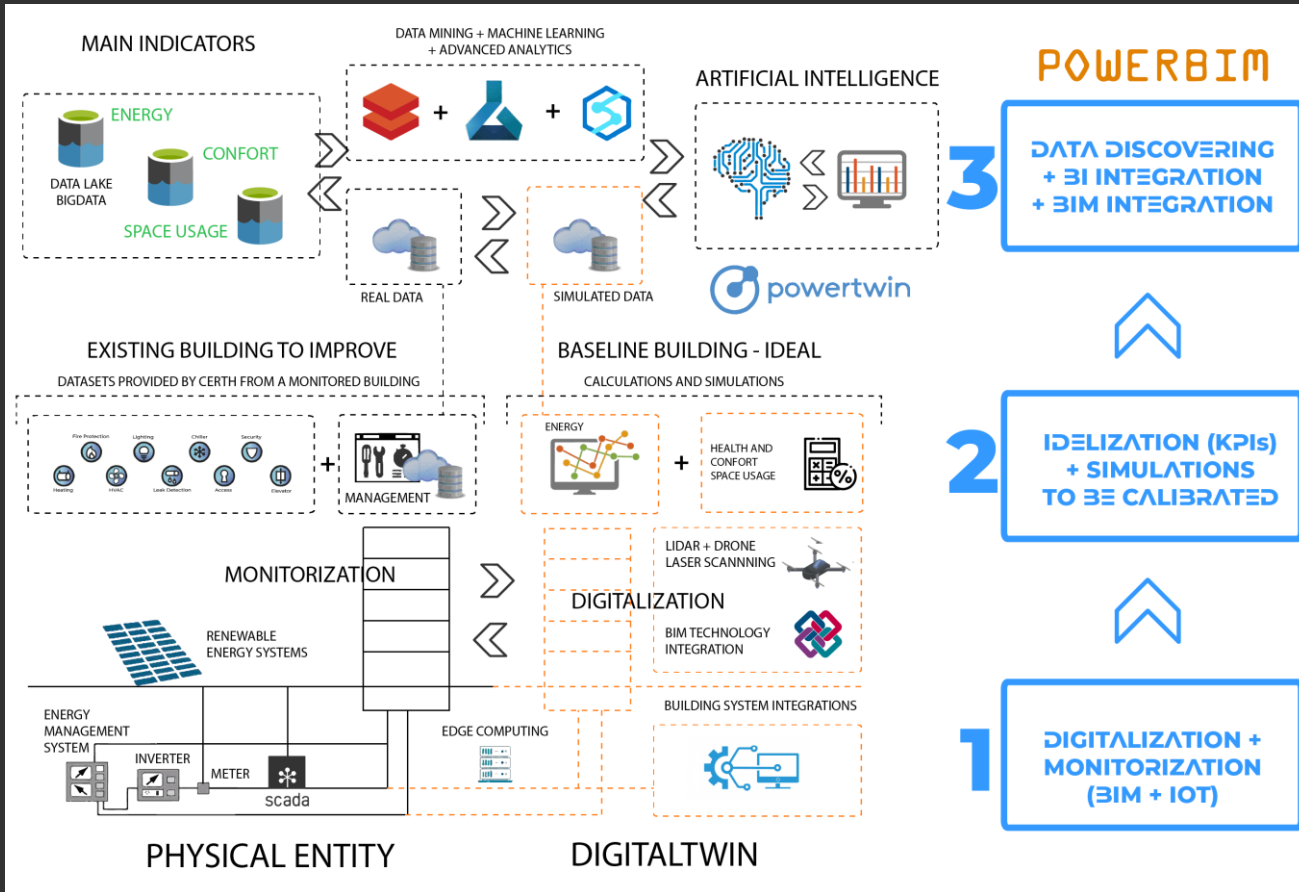 MAIN INDICATORS
ENERGY
CONFORT
DATA LAKE
BIGDATA
SPACE USAGE
DATA MINING + MACHINE LEARNING
+ ADVANCED ANALYTICS
+
+
REAL DATA
SIMULATED DATA
ARTIFICIAL INTELLIGENCE
powertwin
POWERBIM
3
DATA DISCOVERING
+ BI INTEGRATION
+ BIM INTEGRATION
EXISTING BUILDING TO IMPROVE
DATASETS PROVIDED BY CERTH FROM A MONITORED BUILDING
Fire Protection
Lighting
Chiller
Security
Heating
HVAC
Leak Detection
Access
Elevator
+
MANAGEMENT
BASELINE BUILDING - IDEAL
CALCULATIONS AND SIMULATIONS
ENERGY
+
HEALTH AND
CONFORT
SPACE USAGE
%
2
IDELIZATION (KPIs)
+ SIMULATIONS
TO BE CALIBRATED
MONITORIZATION
RENEWABLE
ENERGY SYSTEMS
DIGITALIZATION
LIDAR + DRONE
LASER SCANNNING
BIM TECHNOLOGY
INTEGRATION
ENERGY
MANAGEMENT
SYSTEM
INVERTER
METER
scada
EDGE COMPUTING
BUILDING SYSTEM INTEGRATIONS
1
DIGITALIZATION +
MONITORIZATION
(BIM + IOT)
PHYSICAL ENTITY
DIGITALTWIN